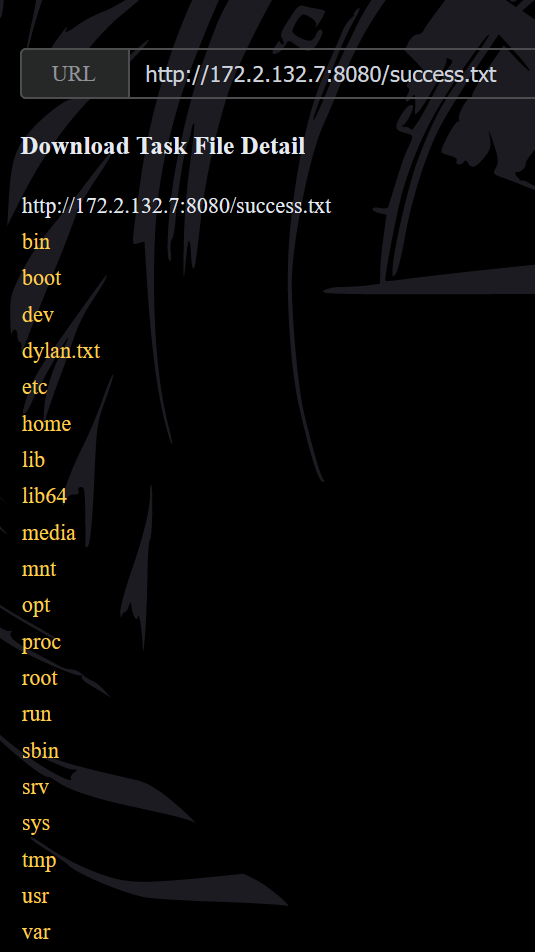 URL http://172.2.132.7:8080/success.txt
Download Task File Detail
http://172.2.132.7:8080/success.txt
bin
boot
dev
dylan.txt
etc
home
lib
lib64
media
mnt
opt
proc
root
run
sbin
srv
sys
tmp
usr
var